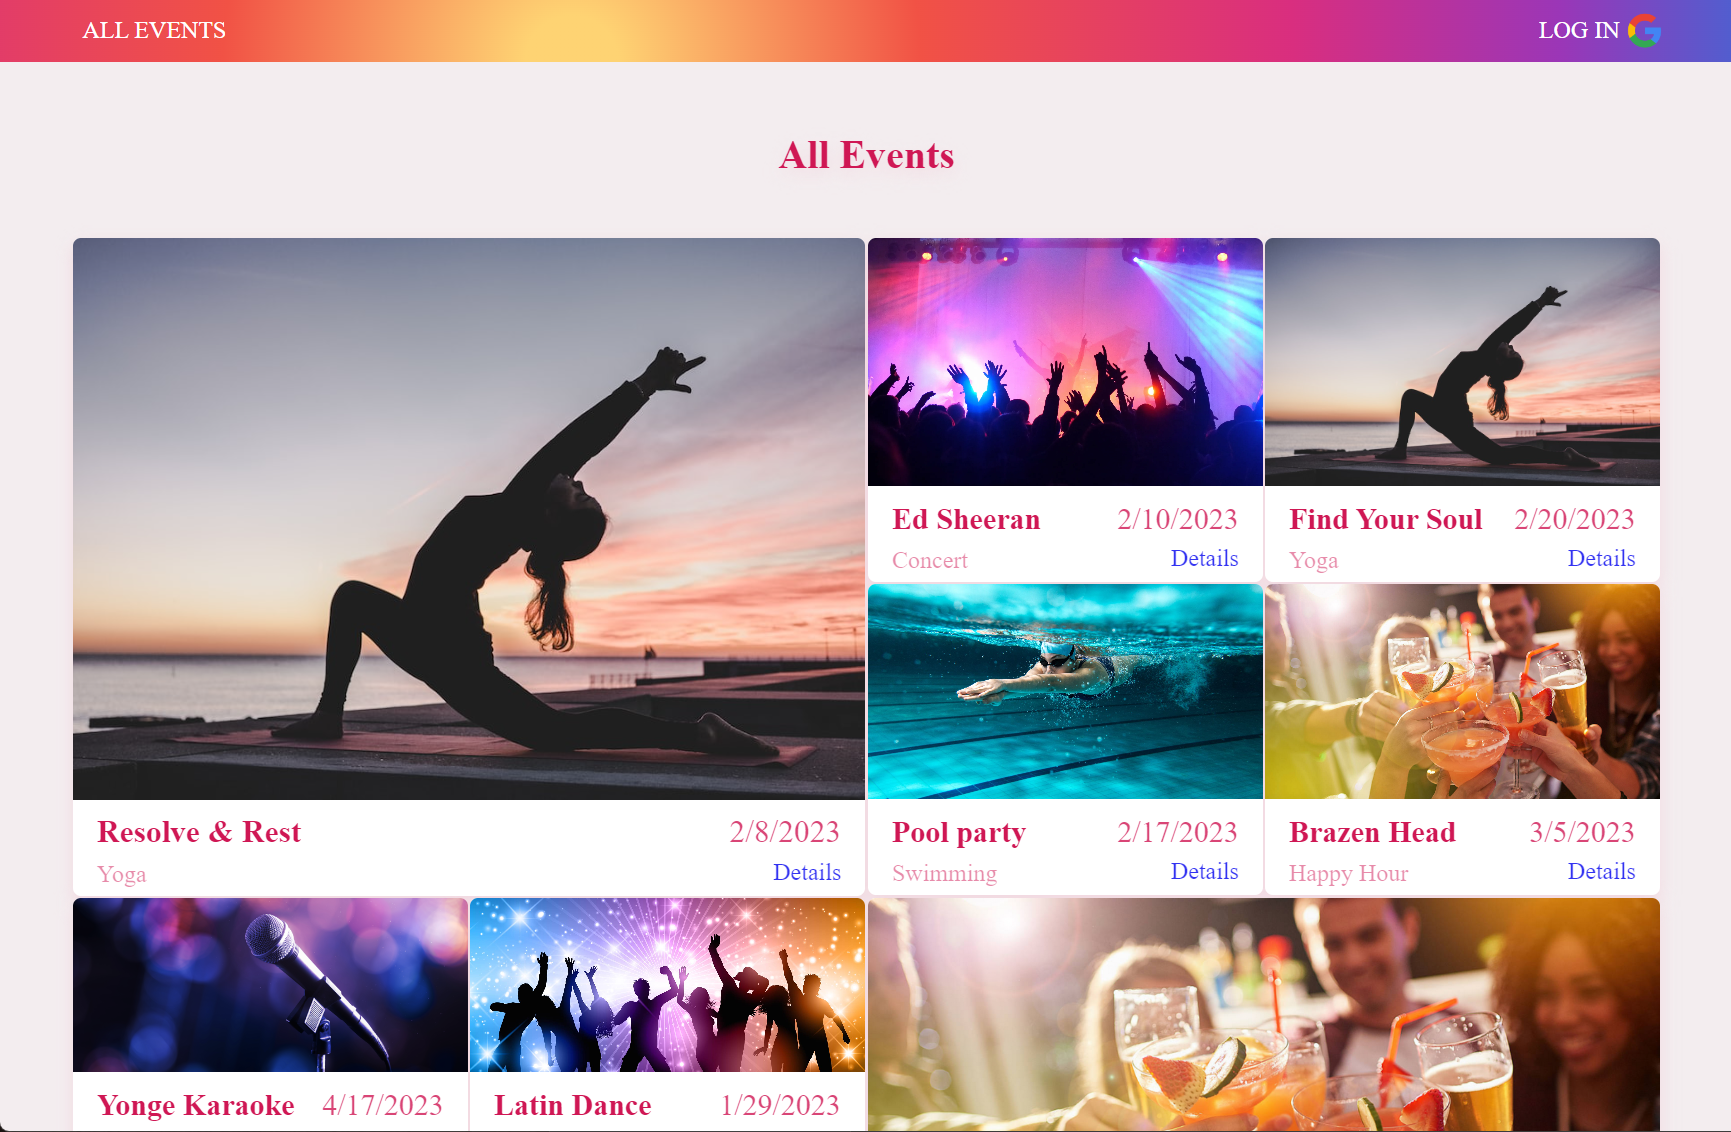 ALL EVENTS
LOG IN
All Events
Resolve & Rest 2/8/2023
Yoga Details
Ed Sheeran 2/10/2023
Concert Details
Find Your Soul 2/20/2023
Yoga Details
Pool party 2/17/2023
Swimming Details
Brazen Head 3/5/2023
Happy Hour Details
Yonge Karaoke 4/17/2023
Latin Dance 1/29/2023